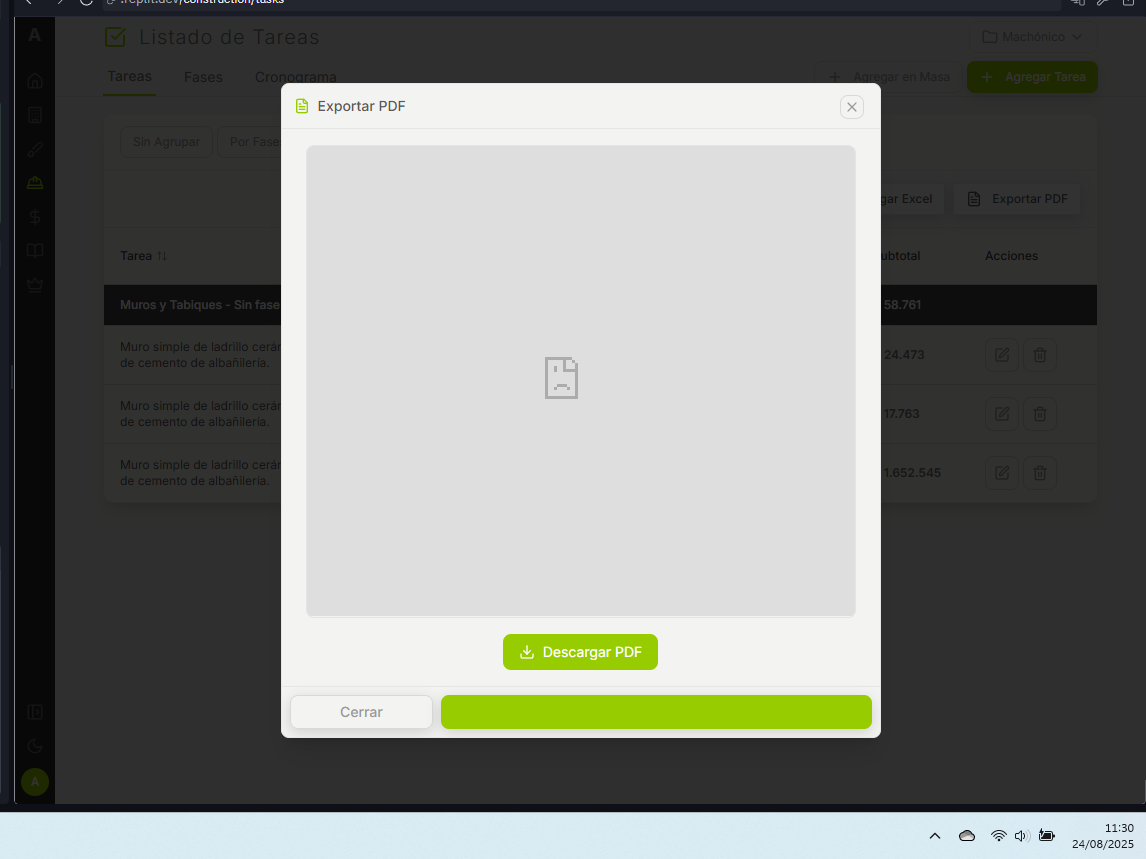 .replit.dev/construction/tasks
A
Listado de Tareas
Machónico
Tareas
Fases
Cronograma
Agregar en Masa
Agregar Tarea
Exportar PDF
Sin Agrupar
Por Fase
gar Excel
Exportar PDF
Tarea
ubtotal
Acciones
Muros y Tabiques - Sin fase
58.761
Muro simple de ladrillo cerá
de cemento de albañilería.
24.473
Muro simple de ladrillo cerá
de cemento de albañilería.
17.763
Muro simple de ladrillo cerá
de cemento de albañilería.
1.652.545
Descargar PDF
Cerrar
A
11:30
24/08/2025